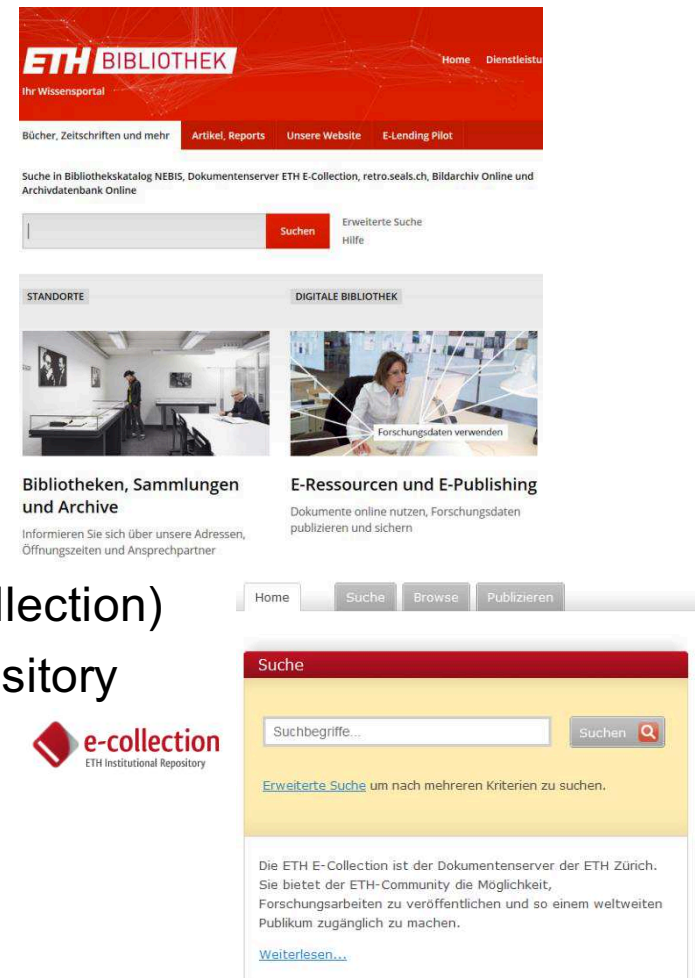 ETH BIBLIOTHEK
Home Dienstleistu
Ihr Wissensportal
Bücher, Zeitschriften und mehr Artikel, Reports Unsere Website E-Lending Pilot
Suche in Bibliothekskatalog NEBIS, Dokumentenserver ETH E-Collection, retro.seals.ch, Bildarchiv Online und
Archivdatenbank Online
Suchen
Erweiterte Suche
Hilfe
STANDORTE
DIGITALE BIBLIOTHEK
Forschungsdaten verwenden
Bibliotheken, Sammlungen
und Archive
Informieren Sie sich über unsere Adressen,
Öffnungszeiten und Ansprechpartner
E-Ressourcen und E-Publishing
Dokumente online nutzen, Forschungsdaten
publizieren und sichern
llection)
sitory
e-collection
ETH Institutional Repository
Home Suche Browse Publizieren
Suche
Suchbegriffe...
Suchen
Erweiterte Suche um nach mehreren Kriterien zu suchen.
Die ETH E-Collection ist der Dokumentenserver der ETH Zürich.
Sie bietet der ETH-Community die Möglichkeit,
Forschungsarbeiten zu veröffentlichen und so einem weltweiten
Publikum zugänglich zu machen.
Weiterlesen...